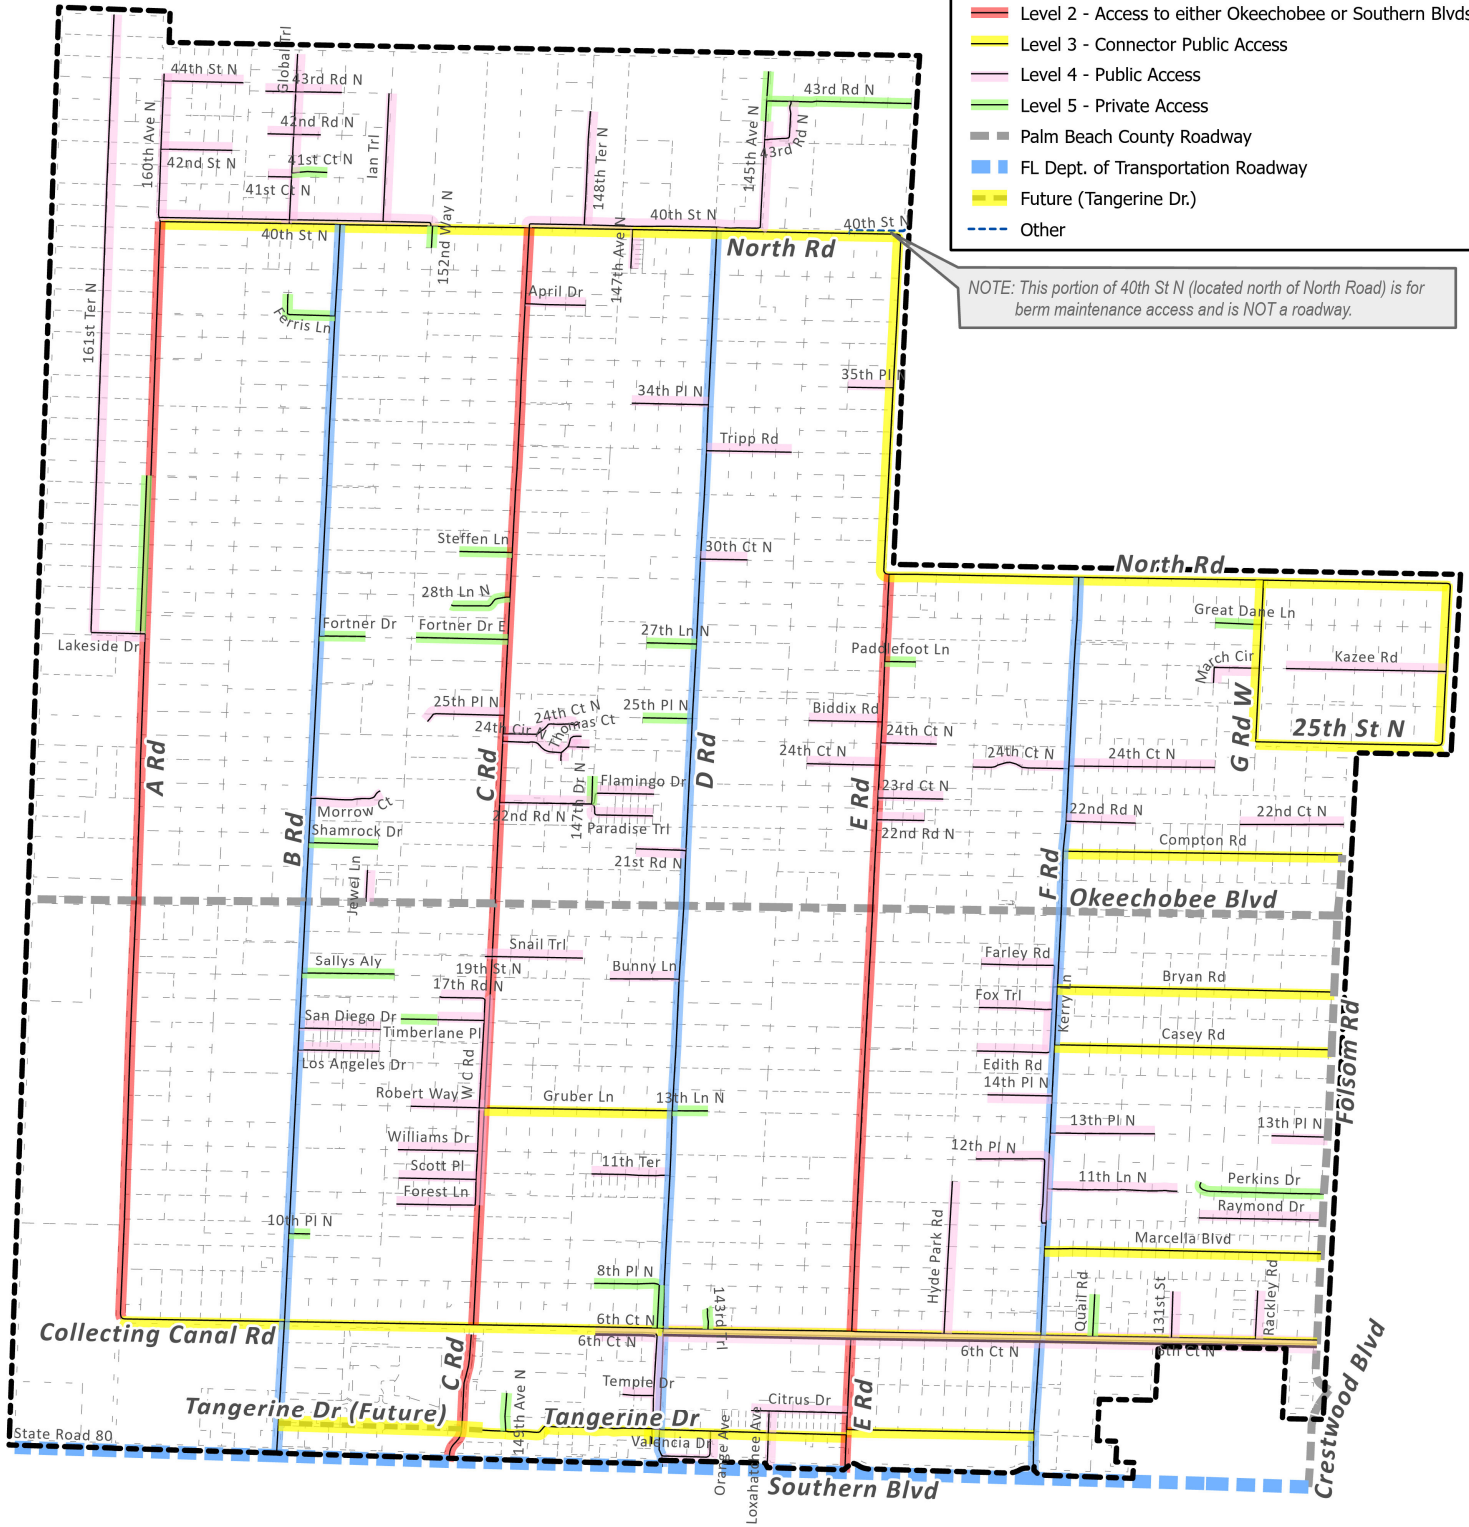 Level 2 - Access to either Okeechobee or Southern Blvds
Level 3 - Connector Public Access
Level 4 - Public Access
Level 5 - Private Access
Palm Beach County Roadway
FL Dept. of Transportation Roadway
Future (Tangerine Dr.)
Other
NOTE: This portion of 40th St N (located north of North Road) is for
berm maintenance access and is NOT a roadway.
44th St N
Global Trl
43rd Rd N
43rd Rd N
160th Ave N
42nd Rd N
42nd St N
41st Ct N
41st Ct N
Ian Trl
148th Ter N
145th Ave N
43rd Rd N
152nd Way N
40th St N
40th St N
40th St N
North Rd
147th Ave N
April Dr
Ferris Ln
161st Ter N
34th Pl N
35th Pl N
Tripp Rd
Steffen Ln
30th Ct N
North Rd
28th Ln N
Fortner Dr
Fortner Dr E
27th Ln N
Great Dane Ln
Lakeside Dr
Paddlefoot Ln
March Cir
Kazee Rd
25th Pl N
24th Ct N
25th Pl N
Biddix Rd
24th Cir N
Thomas Ct
24th Ct N
G Rd W
25th St N
A Rd
C Rd
D Rd
24th Ct N
24th Ct N
24th Ct N
Flamingo Dr
147th Dr N
23rd Ct N
E Rd
Morrow Ct
22nd Rd N
Paradise Trl
22nd Rd N
22nd Rd N
22nd Ct N
B Rd
Shamrock Dr
21st Rd N
Compton Rd
Jewel Ln
F Rd
Okeechobee Blvd
Snail Trl
Farley Rd
Sallys Aly
19th St N
Bunny Ln
Bryan Rd
17th Rd N
Fox Trl
Kerry Ln
San Diego Dr
Timberlane Pl
Casey Rd
Folsom Rd
Los Angeles Dr
W C Rd
Edith Rd
14th Pl N
Robert Way
Gruber Ln
13th Ln N
13th Pl N
13th Pl N
Williams Dr
12th Pl N
Scott Pl
11th Ter
11th Ln N
Perkins Dr
Forest Ln
Raymond Dr
10th Pl N
Hyde Park Rd
Marcella Blvd
8th Pl N
143rd Trl
Quail Rd
131st St
Rackley Rd
6th Ct N
Collecting Canal Rd
6th Ct N
6th Ct N
C Rd
Temple Dr
Citrus Dr
E Rd
Crestwood Blvd
Tangerine Dr (Future)
149th Ave N
Tangerine Dr
State Road 80
Valencia Dr
Orange Ave
Loxahatchee Ave
Southern Blvd